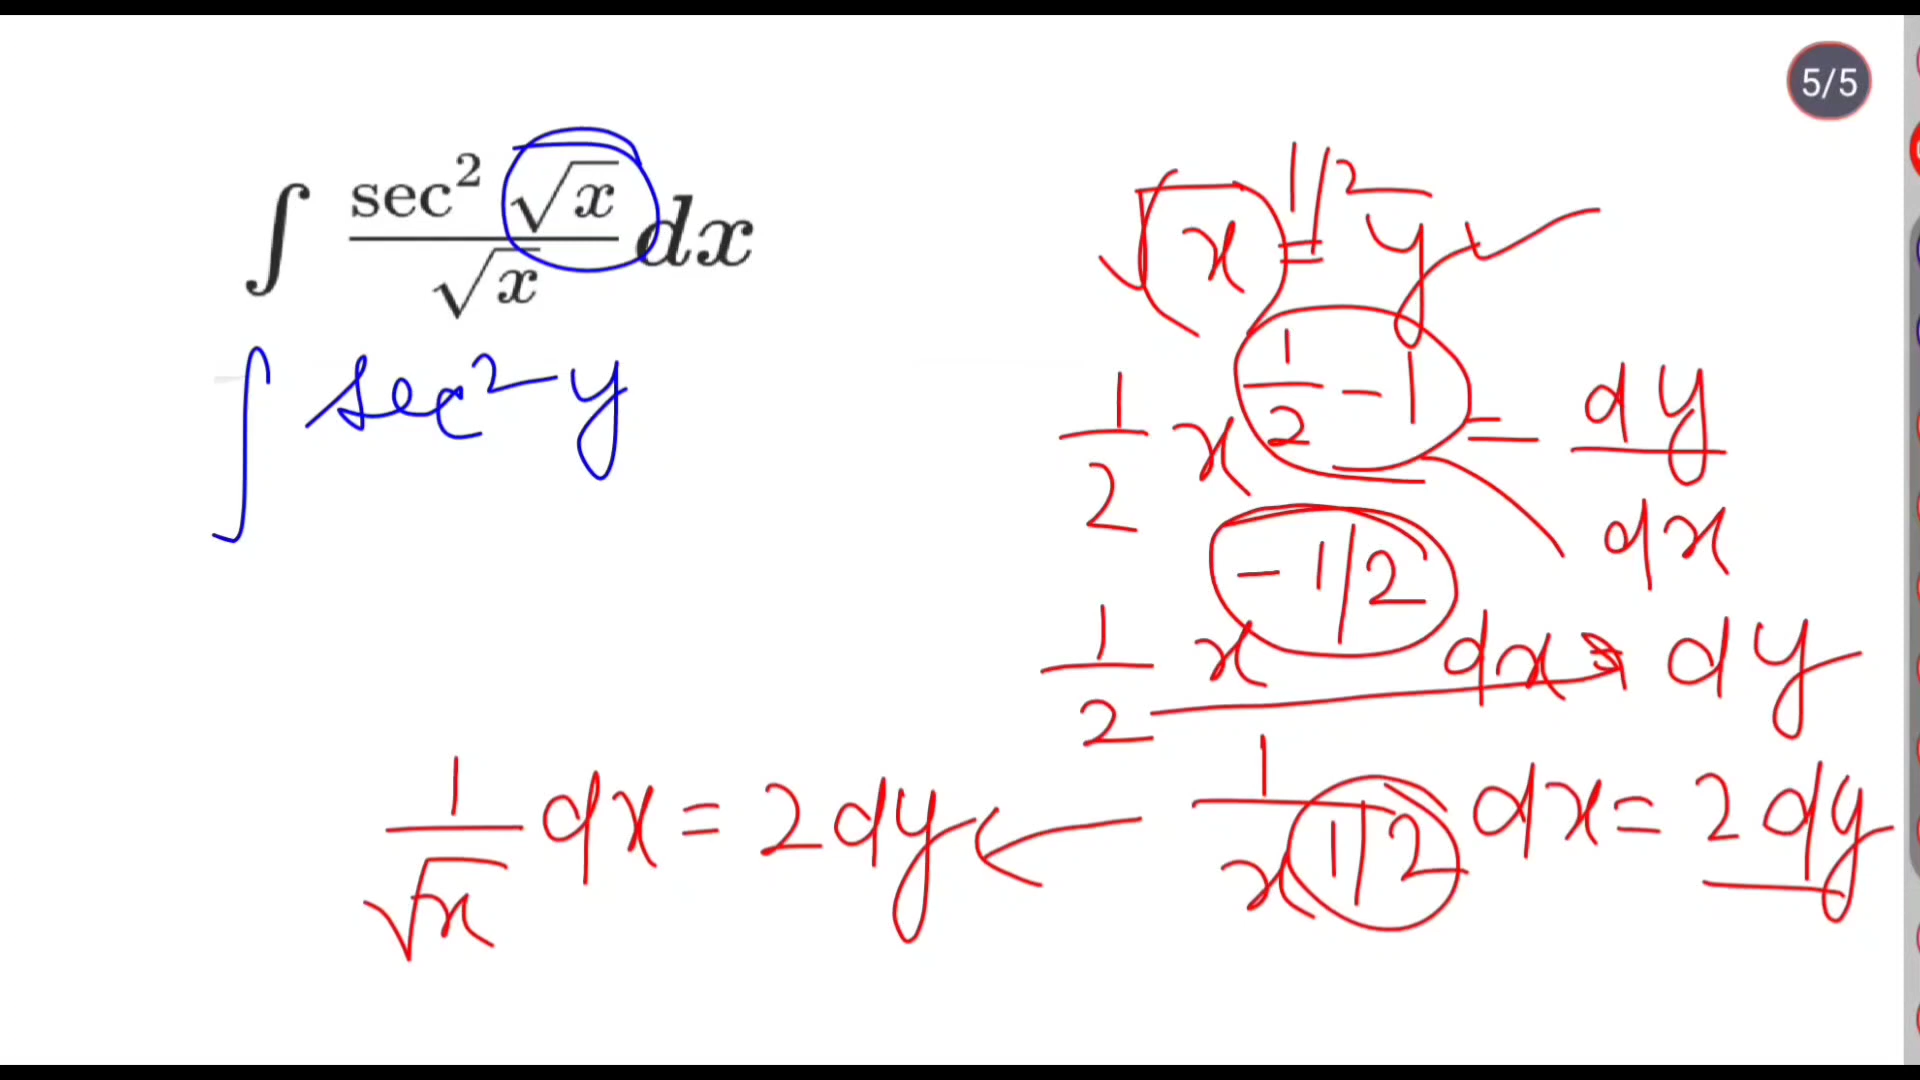 5/5
∫ sec² √x / √x dx
√x = y
x^1/2
∫ sec² y
1/2 x^(1/2 - 1) = dy/dx
1/2 x^(-1/2) dx = dy
1/x^(1/2) dx = 2dy
1/√x dx = 2dy